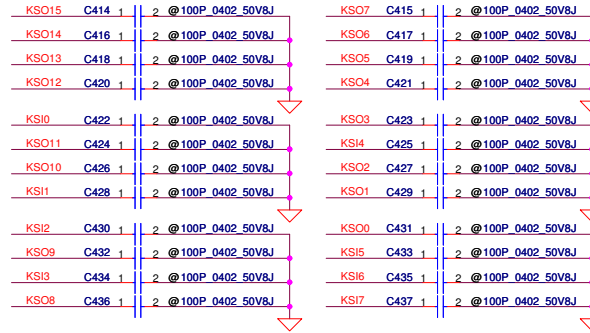 KSO15 C414 1 2 @100P_0402_50V8J KSO7 C415 1 2 @100P_0402_50V8J
KSO14 C416 1 2 @100P_0402_50V8J KSO6 C417 1 2 @100P_0402_50V8J
KSO13 C418 1 2 @100P_0402_50V8J KSO5 C419 1 2 @100P_0402_50V8J
KSO12 C420 1 2 @100P_0402_50V8J KSO4 C421 1 2 @100P_0402_50V8J
KSI0 C422 1 2 @100P_0402_50V8J KSO3 C423 1 2 @100P_0402_50V8J
KSO11 C424 1 2 @100P_0402_50V8J KSI4 C425 1 2 @100P_0402_50V8J
KSO10 C426 1 2 @100P_0402_50V8J KSO2 C427 1 2 @100P_0402_50V8J
KSI1 C428 1 2 @100P_0402_50V8J KSO1 C429 1 2 @100P_0402_50V8J
KSI2 C430 1 2 @100P_0402_50V8J KSO0 C431 1 2 @100P_0402_50V8J
KSO9 C432 1 2 @100P_0402_50V8J KSI5 C433 1 2 @100P_0402_50V8J
KSI3 C434 1 2 @100P_0402_50V8J KSI6 C435 1 2 @100P_0402_50V8J
KSO8 C436 1 2 @100P_0402_50V8J KSI7 C437 1 2 @100P_0402_50V8J